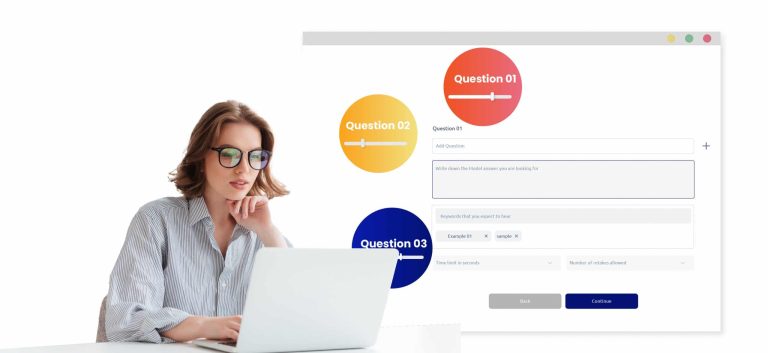 Question 01
Question 02
Question 03
Question 01
Add Question
Write down the Model answer you are looking for
Keywords that you expect to hear
Example 01 ×
sample ×
Time limit in seconds
Number of retakes allowed
Back
Continue